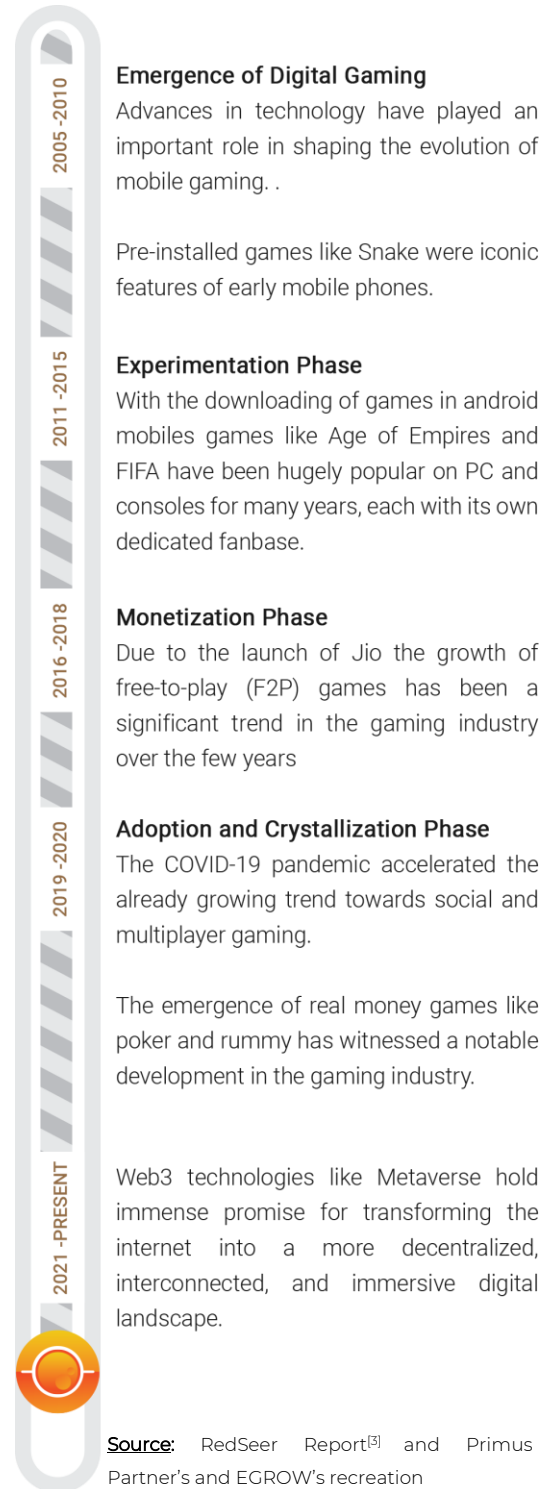 2005 -2010
Emergence of Digital Gaming
Advances in technology have played an
important role in shaping the evolution of
mobile gaming. .
Pre-installed games like Snake were iconic
features of early mobile phones.
2011 -2015
Experimentation Phase
With the downloading of games in android
mobiles games like Age of Empires and
FIFA have been hugely popular on PC and
consoles for many years, each with its own
dedicated fanbase.
2016 -2018
Monetization Phase
Due to the launch of Jio the growth of
free-to-play (F2P) games has been a
significant trend in the gaming industry
over the few years
2019 -2020
Adoption and Crystallization Phase
The COVID-19 pandemic accelerated the
already growing trend towards social and
multiplayer gaming.
The emergence of real money games like
poker and rummy has witnessed a notable
development in the gaming industry.
2021 -PRESENT
Web3 technologies like Metaverse hold
immense promise for transforming the
internet into a more decentralized,
interconnected, and immersive digital
landscape.
Source: RedSeer Report[3] and Primus
Partner’s and EGROW’s recreation